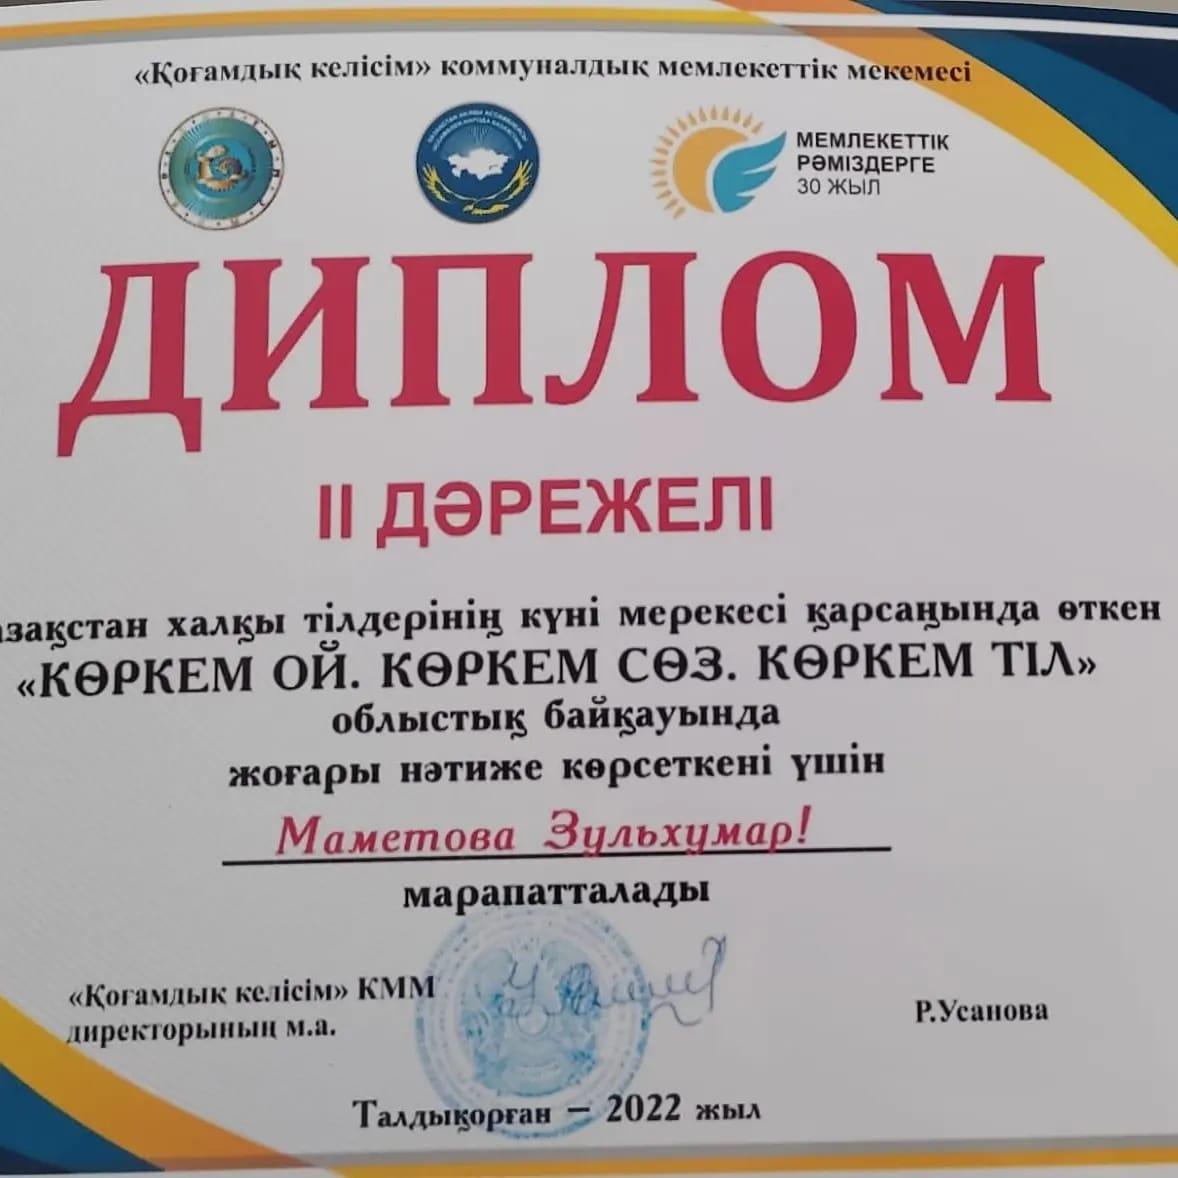 «Қоғамдық келісім» коммуналдық мемлекеттік мекемесі
МЕМЛЕКЕТТІК
РӘМІЗДЕРГЕ
30 ЖЫЛ
ДИПЛОМ
II ДӘРЕЖЕЛІ
азақстан халқы тілдерінің күні мерекесі қарсаңында өткен
«КӨРКЕМ ОЙ. КӨРКЕМ СӨЗ. КӨРКЕМ ТІЛ»
облыстық байқауында
жоғары нәтиже көрсеткені үшін
Маметова Зульхумар!
марапатталады
«Қоғамдық келісім» КММ
директорының м.а.
Р.Усанова
Талдықорған – 2022 жыл